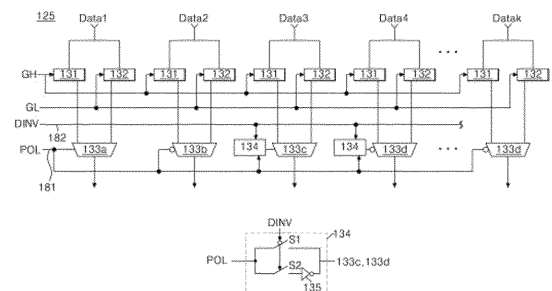 125
Data1 Data2 Data3 Data4 Datak
GH 131 132 131 132 131 132 131 132 131 132
GL
DINV
182
POL 133a 133b 134 133c 134 133d 133d
181
DINV
S1 134
POL 133c,133d
S2
135